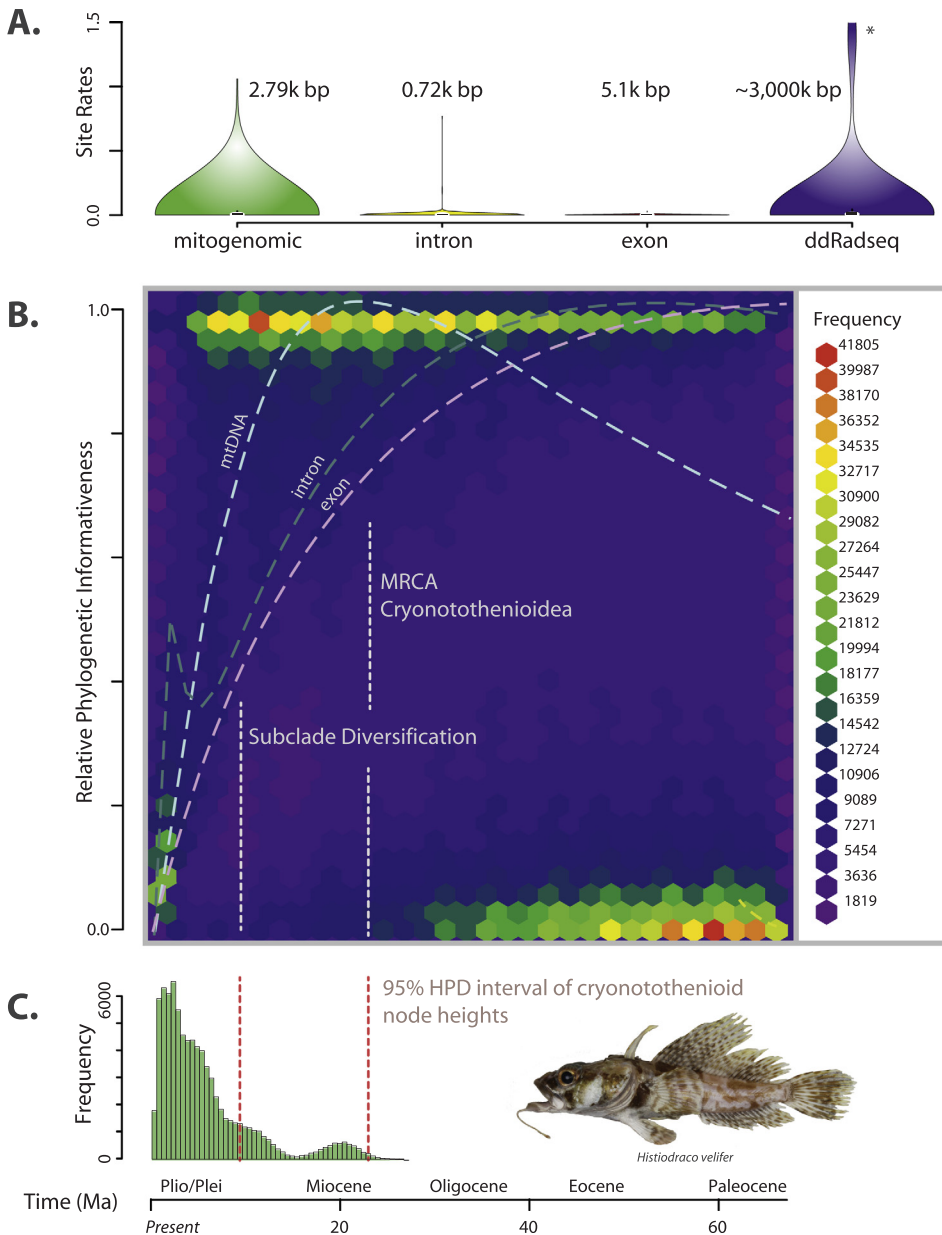 A.
1.5
Site Rates
0.0
2.79k bp
0.72k bp
5.1k bp
~3,000k bp
*
mitogenomic
intron
exon
ddRadseq
B.
1.0
Relative Phylogenetic Informativeness
0.0
mtDNA
intron
exon
MRCA
Cryonotothenioidea
Subclade Diversification
Frequency
41805
39987
38170
36352
34535
32717
30900
29082
27264
25447
23629
21812
19994
18177
16359
14542
12724
10906
9089
7271
5454
3636
1819
C.
6000
Frequency
0
95% HPD interval of cryonotothenioid
node heights
Histiodraco velifer
Plio/Plei
Miocene
Oligocene
Eocene
Paleocene
Time (Ma)
Present
20
40
60